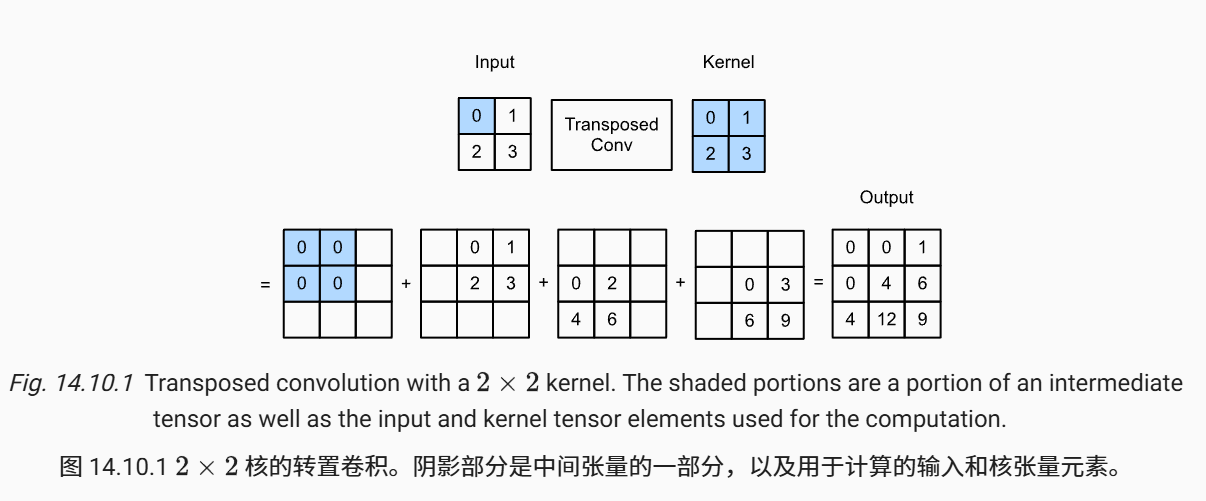 Input Kernel
0 1 Transposed 0 1
2 3 Conv 2 3
Output
0 0 0 1 0 0 1
= 0 0 + 2 3 + 0 2 + 0 3 = 0 4 6
4 6 6 9 4 12 9
Fig. 14.10.1 Transposed convolution with a 2 × 2 kernel. The shaded portions are a portion of an intermediate
tensor as well as the input and kernel tensor elements used for the computation.
图 14.10.1 2 × 2 核的转置卷积。阴影部分是中间张量的一部分，以及用于计算的输入和核张量元素。